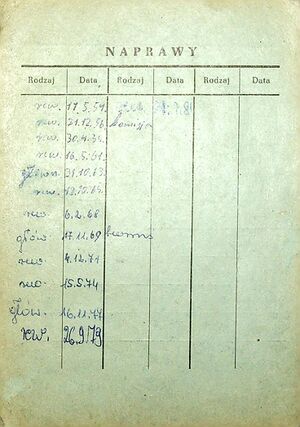 NAPRAWY
Rodzaj Data Rodzaj Data Rodzaj Data
rew. 17.5.54
rew. 21.12.56
rew. 30.4.59.
rew. 16.5.61.
główn 31.10.63.
rew. 12.10.65.
rew 6.2.68
głów. 17.11.69
rew 4.12.71
rew 15.5.74
głów. 16.11.77
rew. 26.9/79